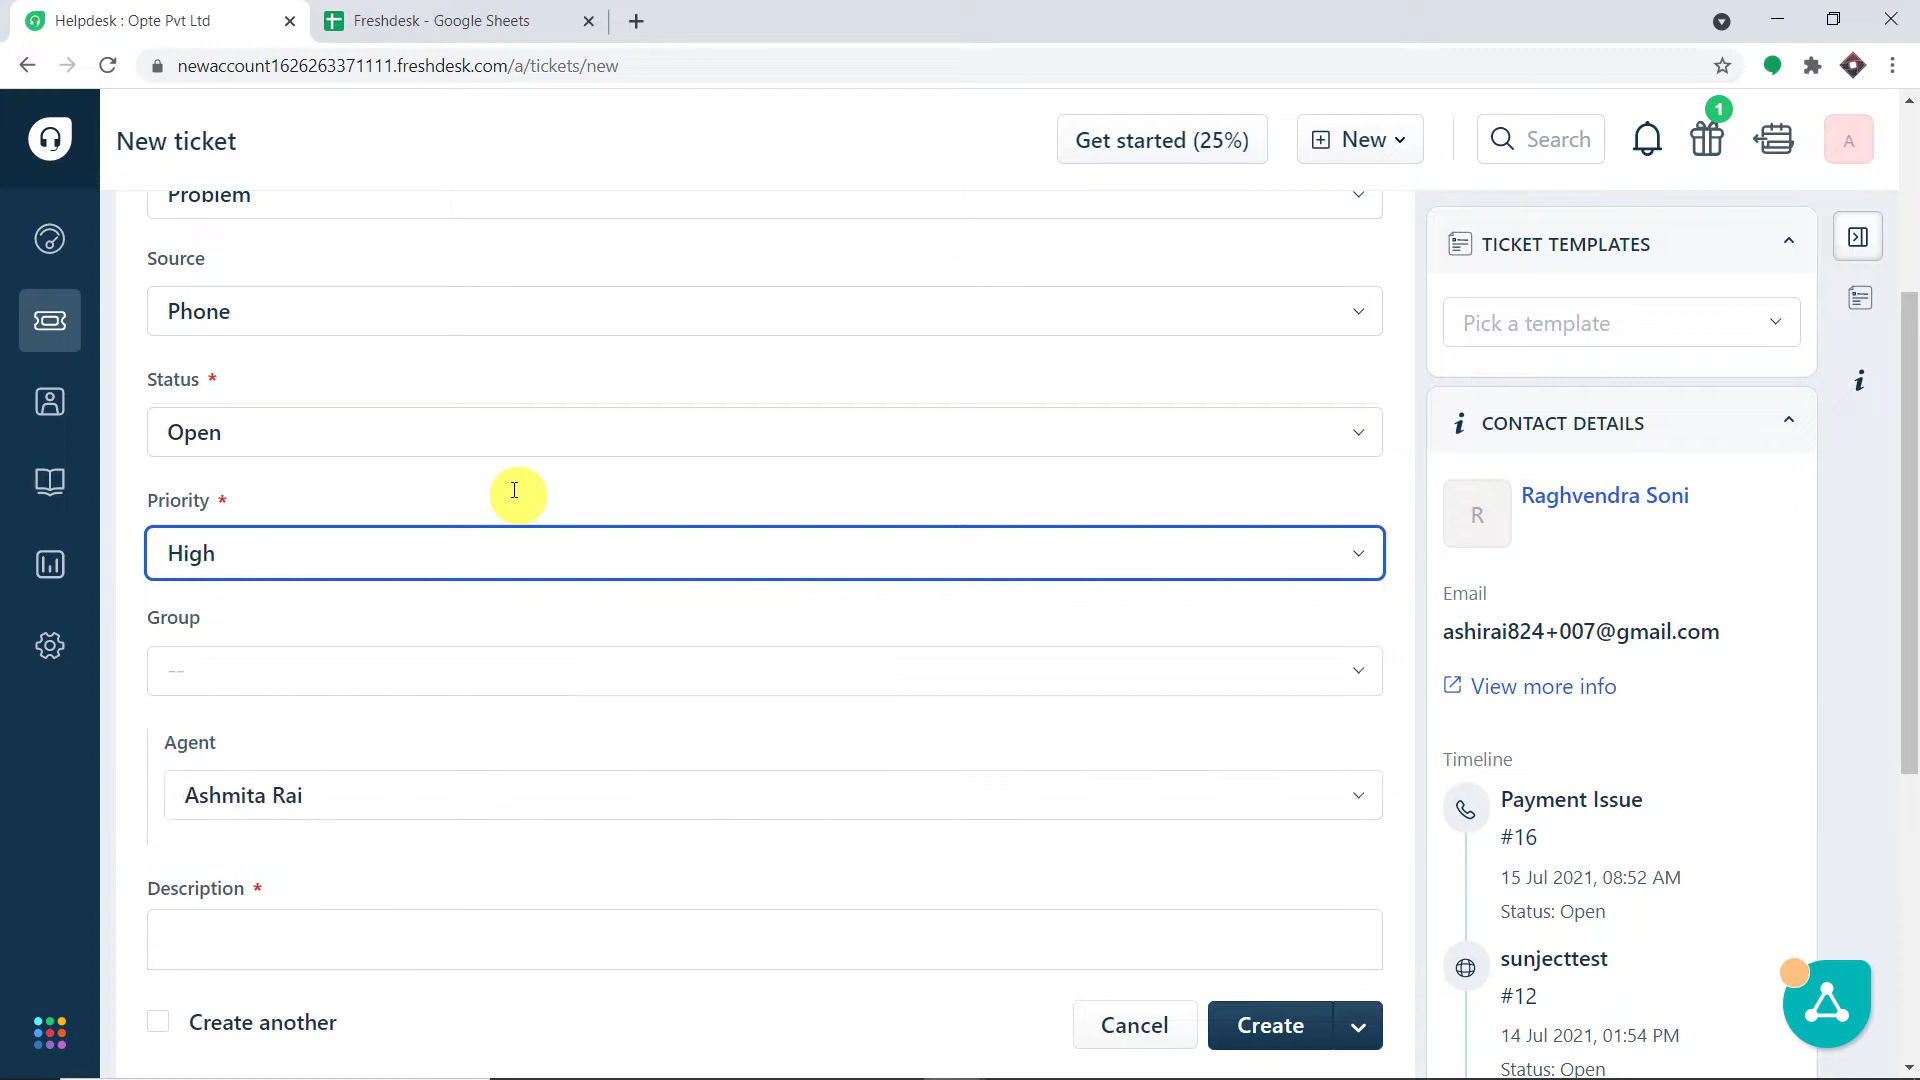 Helpdesk : Opte Pvt Ltd
Freshdesk - Google Sheets
newaccount1626263371111.freshdesk.com/a/tickets/new
New ticket
Get started (25%)
New
Search
1
A
Problem
Source
Phone
Status *
Open
Priority *
High
Group
--
Agent
Ashmita Rai
Description *
Create another
Cancel
Create
TICKET TEMPLATES
Pick a template
CONTACT DETAILS
R
Raghvendra Soni
Email
ashirai824+007@gmail.com
View more info
Timeline
Payment Issue
#16
15 Jul 2021, 08:52 AM
Status: Open
sunjecttest
#12
14 Jul 2021, 01:54 PM
Status: Open